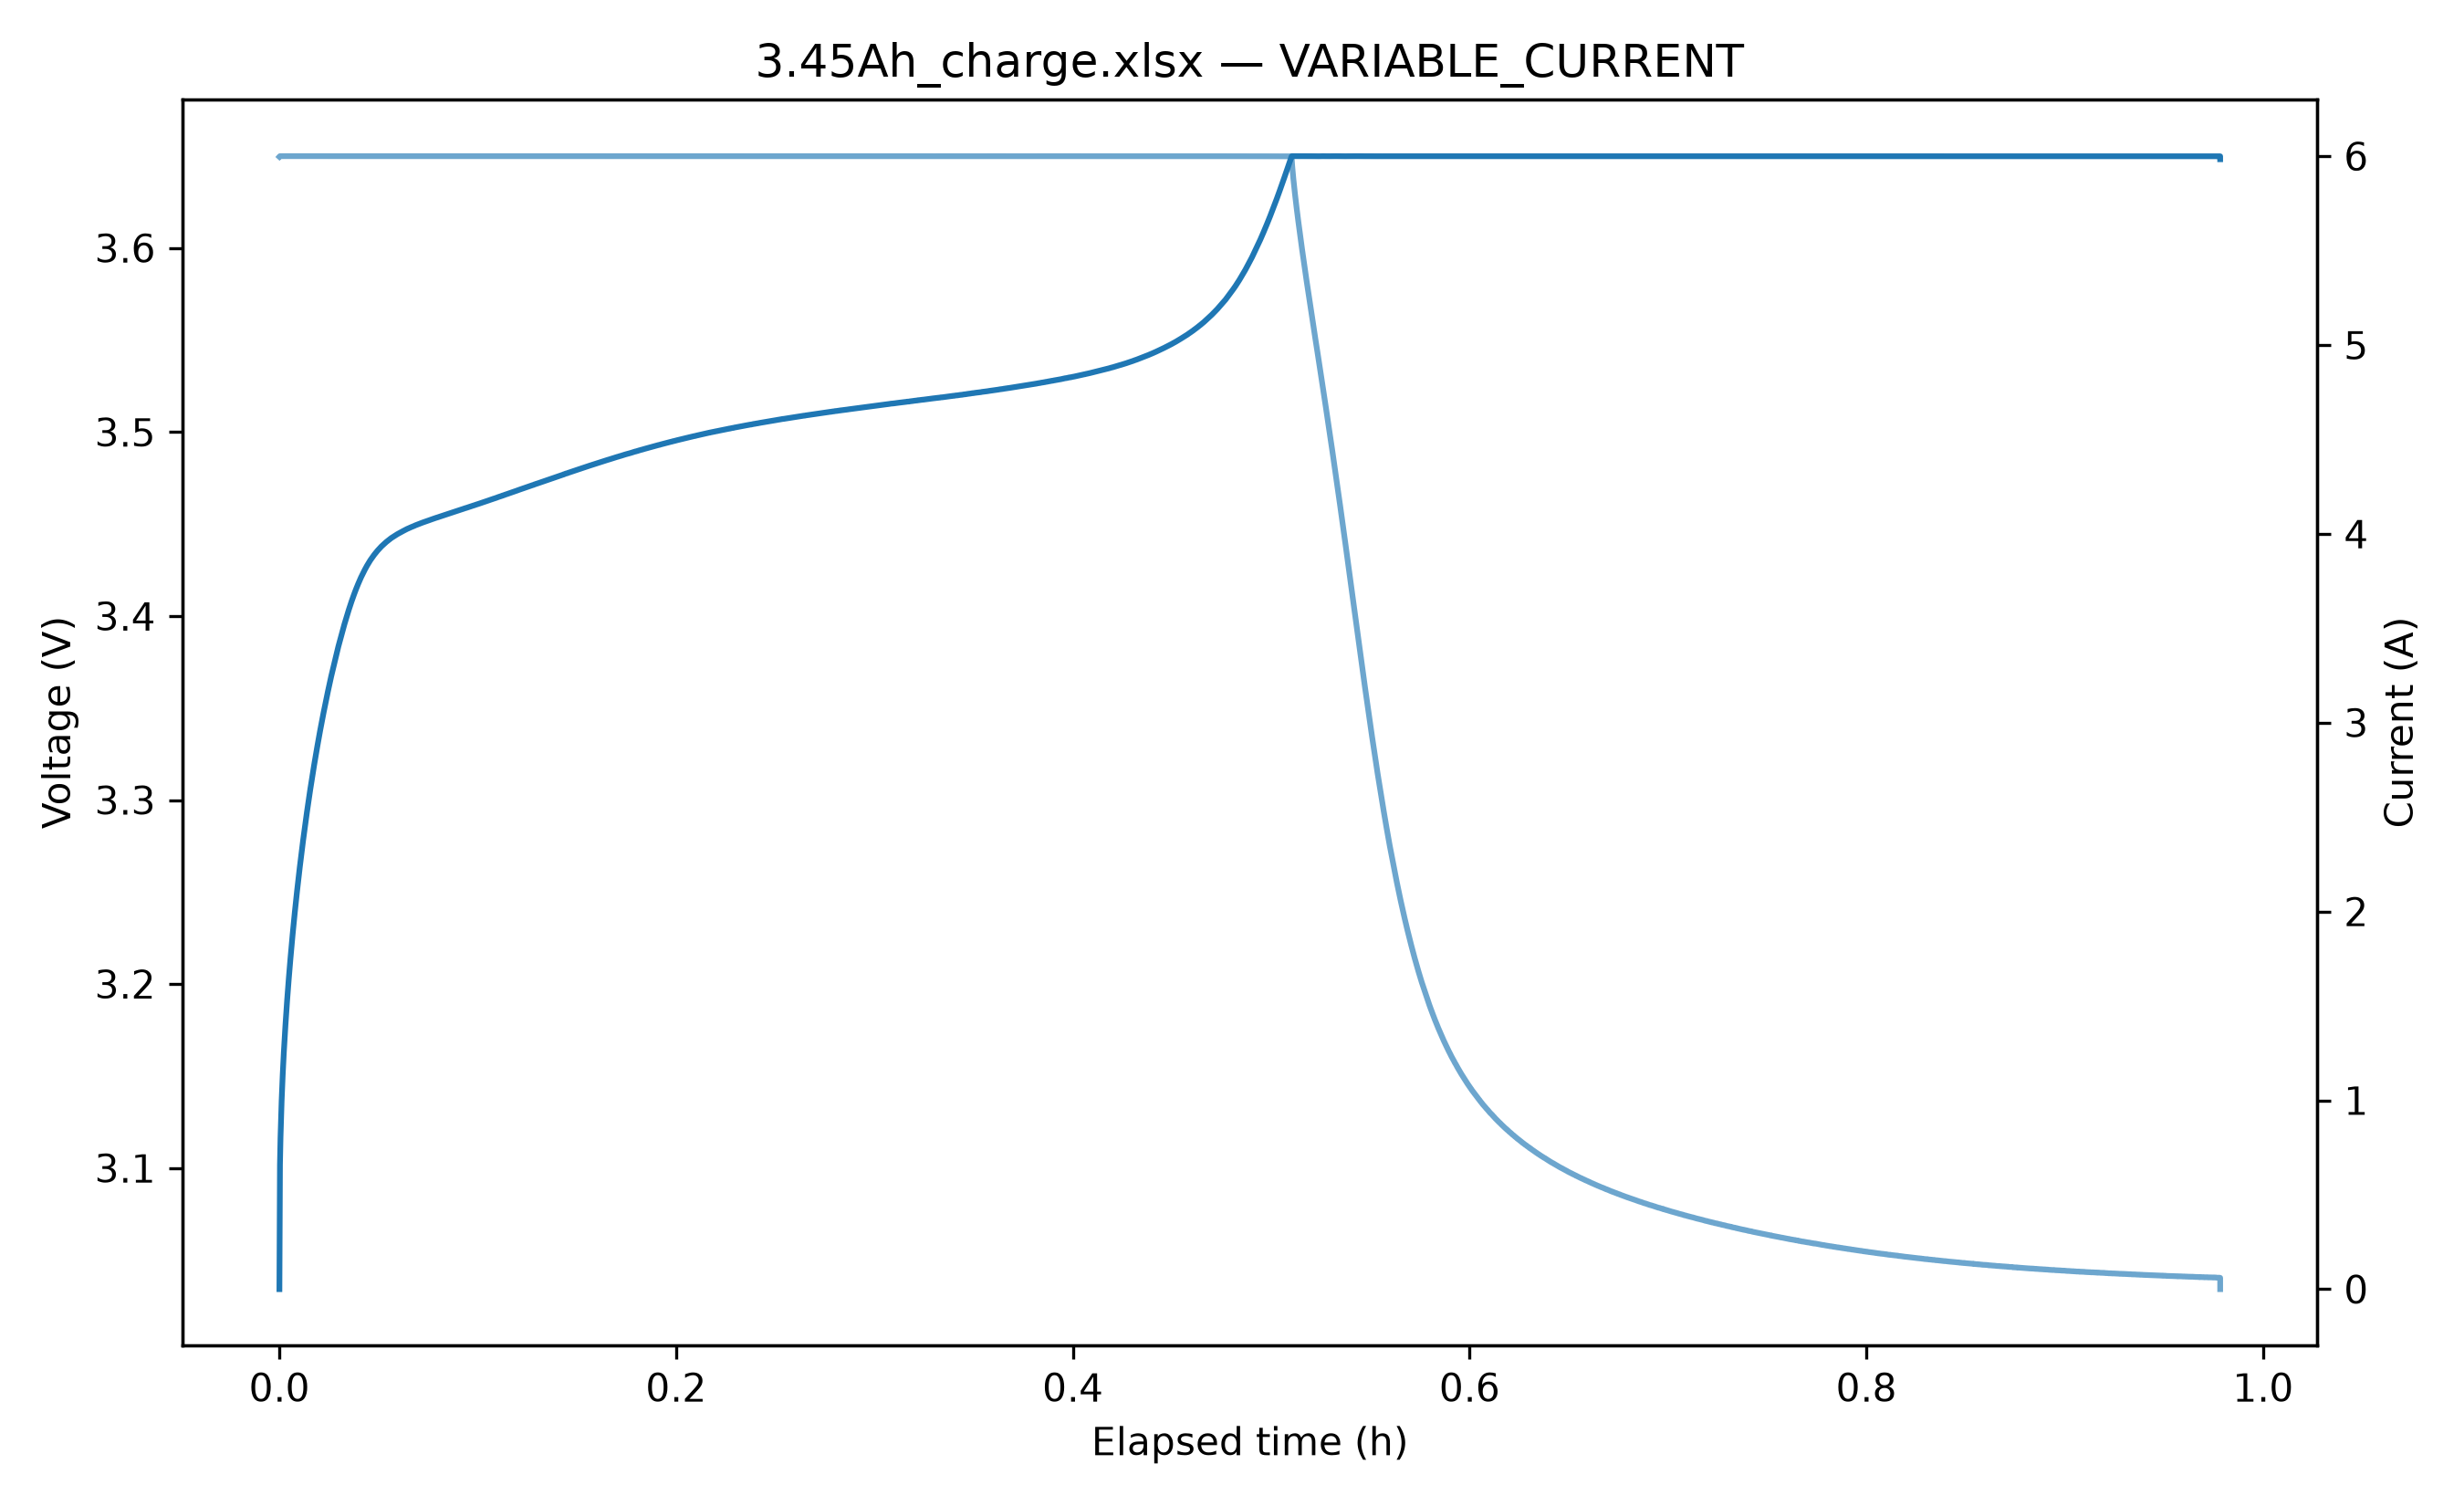 3.45Ah_charge.xlsx — VARIABLE_CURRENT
Voltage (V)
3.6
3.5
3.4
3.3
3.2
3.1
6
5
4
3
2
1
0
Current (A)
0.0 0.2 0.4 0.6 0.8 1.0
Elapsed time (h)